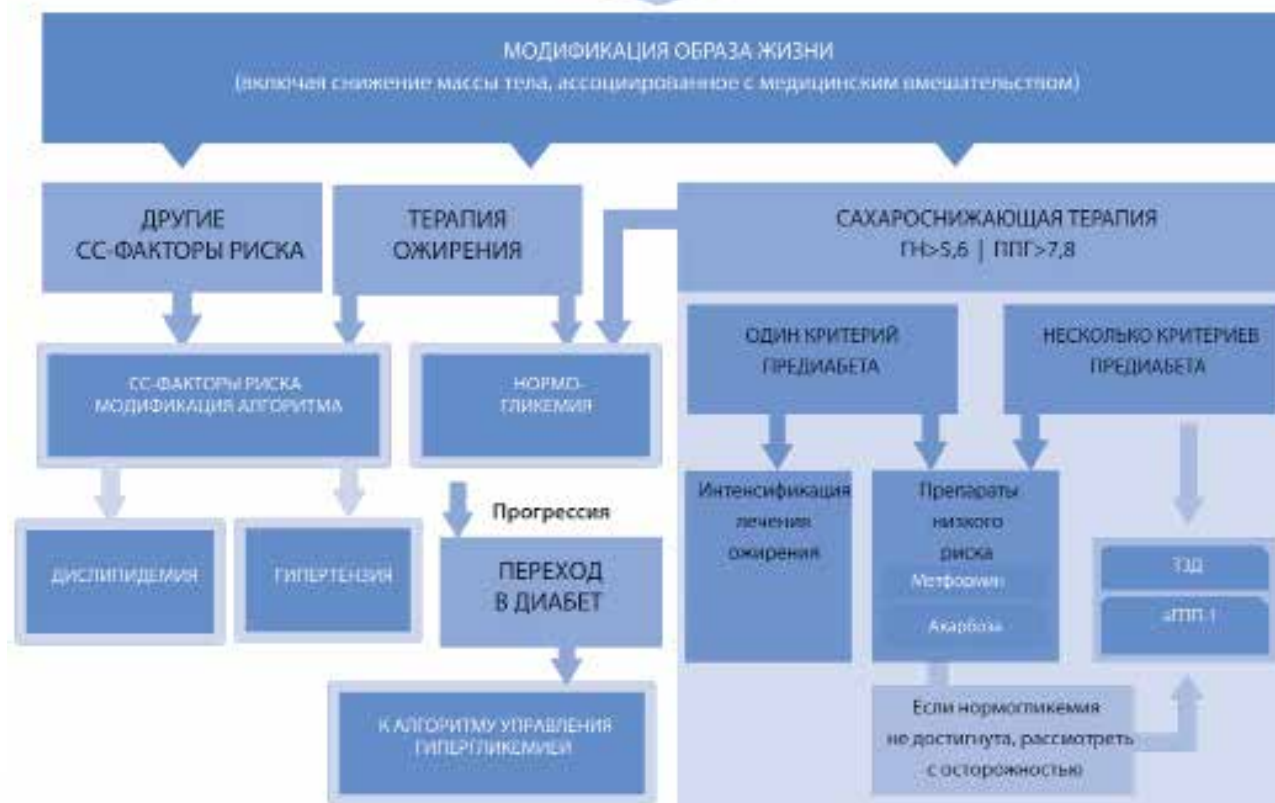 МОДИФИКАЦИЯ ОБРАЗА ЖИЗНИ
(включая снижение массы тела, ассоциированное с медицинским вмешательством)
ДРУГИЕ
СС-ФАКТОРЫ РИСКА
ТЕРАПИЯ
ОЖИРЕНИЯ
САХАРОСНИЖАЮЩАЯ ТЕРАПИЯ
ГН>5,6 | ППГ>7,8
СС-ФАКТОРЫ РИСКА
МОДИФИКАЦИЯ АЛГОРИТМА
НОРМО-
ГЛИКЕМИЯ
ОДИН КРИТЕРИЙ
ПРЕДИАБЕТА
НЕСКОЛЬКО КРИТЕРИЕВ
ПРЕДИАБЕТА
Интенсификация
лечения
ожирения
Препараты
низкого
риска
Метформин
Акарбоза
ТЗД
аГПП-1
Прогрессия
ДИСЛИПИДЕМИЯ
ГИПЕРТЕНЗИЯ
ПЕРЕХОД
В ДИАБЕТ
К АЛГОРИТМУ УПРАВЛЕНИЯ
ГИПЕРГЛИКЕМИЕЙ
Если нормогликемия
не достигнута, рассмотреть
с осторожностью